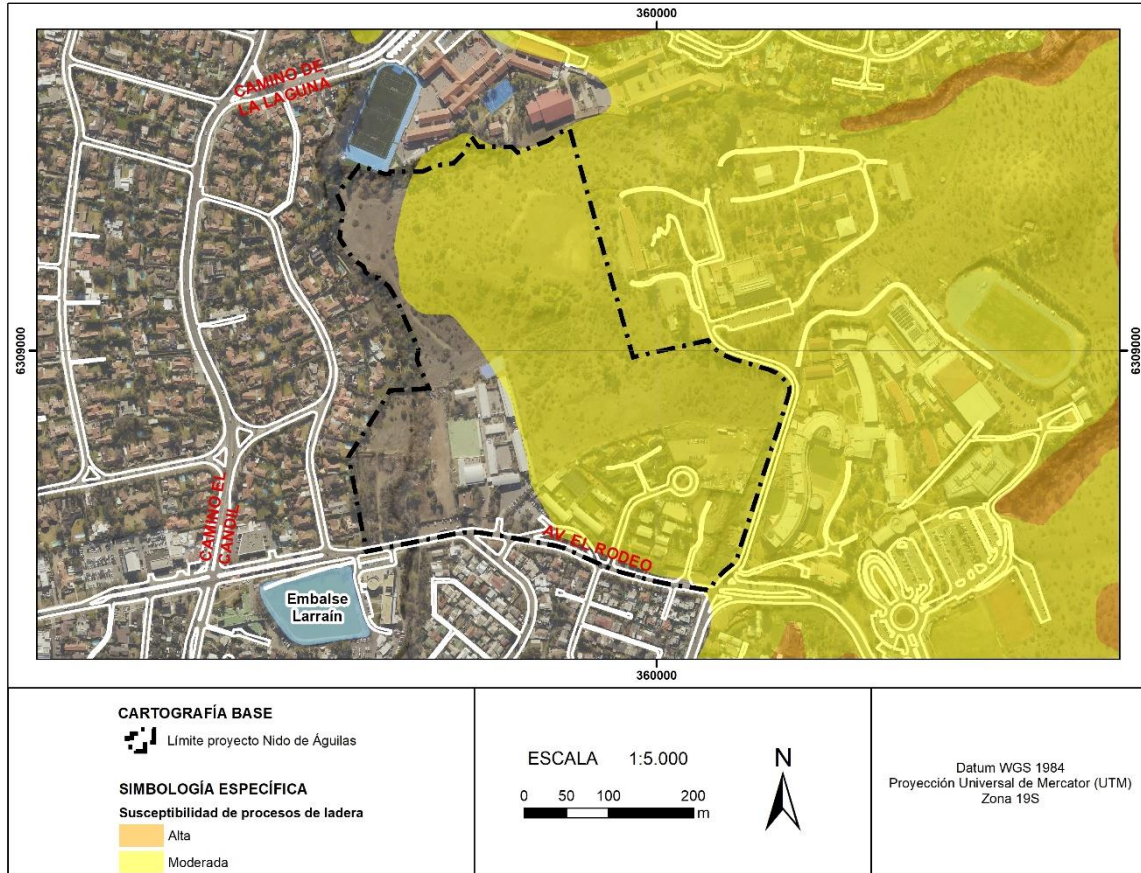 360000
CAMINO DE
LA LAGUNA
6309000
6309000
CAMINO EL
CANDIL
AV. EL RODEO
Embalse
Larraín
360000
CARTOGRAFÍA BASE
Límite proyecto Nido de Águilas
SIMBOLOGÍA ESPECÍFICA
Susceptibilidad de procesos de ladera
Alta
Moderada
ESCALA 1:5.000
0 50 100 200
m
N
Datum WGS 1984
Proyección Universal de Mercator (UTM)
Zona 19S